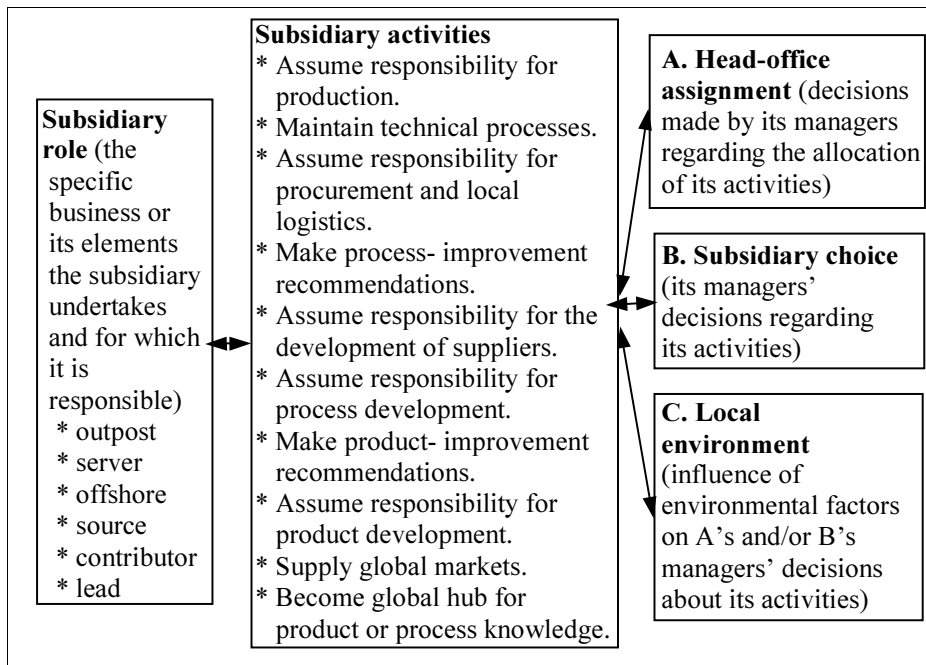 Subsidiary
role (the
specific
business or
its elements
the subsidiary
undertakes
and for which
it is
responsible)
* outpost
* server
* offshore
* source
* contributor
* lead
Subsidiary activities
* Assume responsibility for
production.
* Maintain technical processes.
* Assume responsibility for
procurement and local
logistics.
* Make process- improvement
recommendations.
* Assume responsibility for the
development of suppliers.
* Assume responsibility for
process development.
* Make product- improvement
recommendations.
* Assume responsibility for
product development.
* Supply global markets.
* Become global hub for
product or process knowledge.
A. Head-office
assignment (decisions
made by its managers
regarding the allocation
of its activities)
B. Subsidiary choice
(its managers’
decisions regarding
its activities)
C. Local
environment
(influence of
environmental factors
on A’s and/or B’s
managers’ decisions
about its activities)